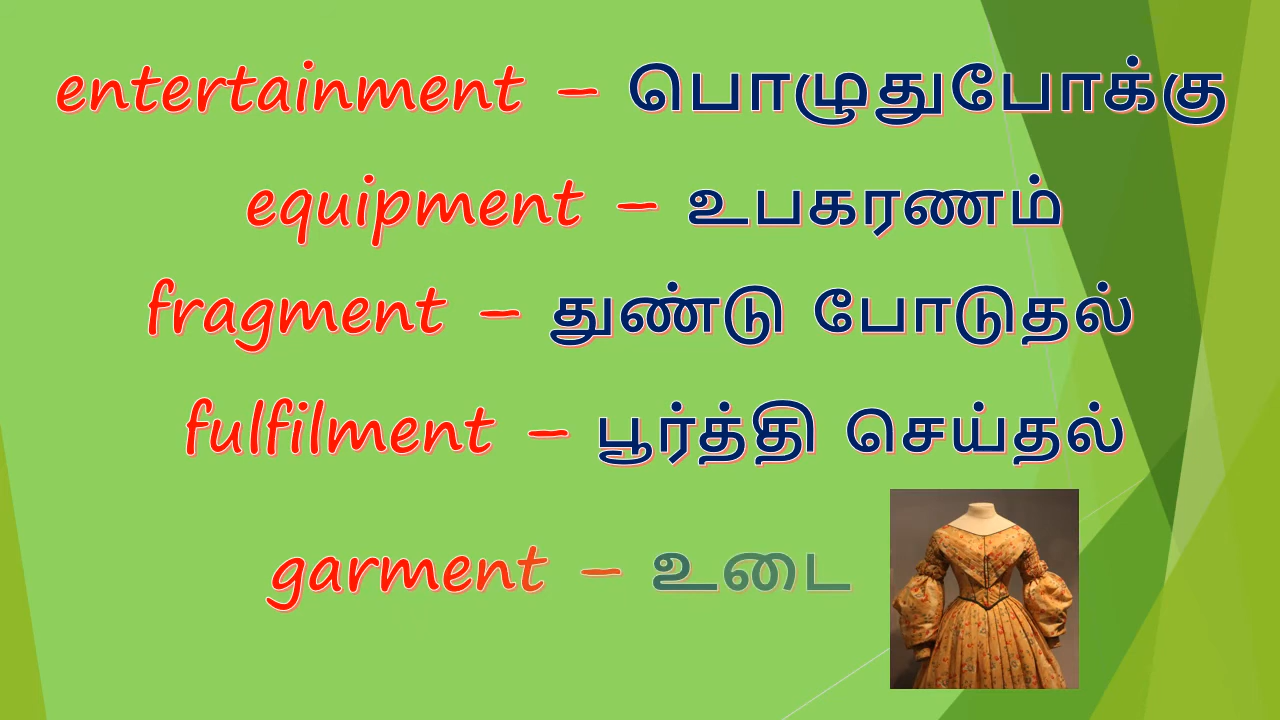 entertainment – பொழுதுபோக்கு
equipment – உபகரணம்
fragment – துண்டு போடுதல்
fulfilment – பூர்த்தி செய்தல்
garment – உடை